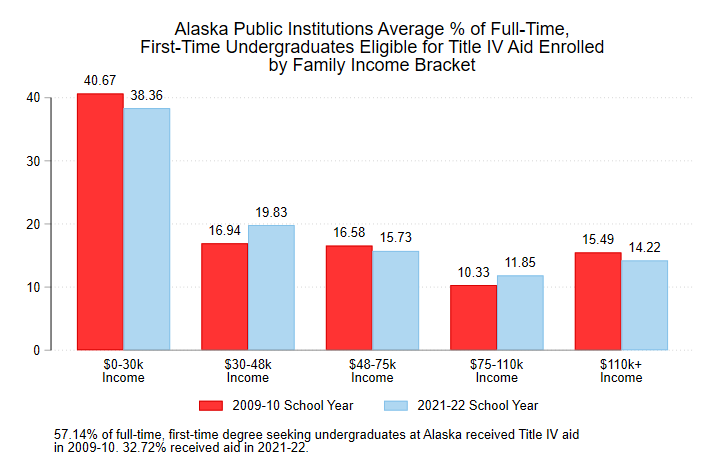 Alaska Public Institutions Average % of Full-Time,
First-Time Undergraduates Eligible for Title IV Aid Enrolled
by Family Income Bracket
40.67
38.36
16.94
19.83
16.58
15.73
10.33
11.85
15.49
14.22
40
30
20
10
0
$0-30k
Income
$30-48k
Income
$48-75k
Income
$75-110k
Income
$110k+
Income
2009-10 School Year
2021-22 School Year
57.14% of full-time, first-time degree seeking undergraduates at Alaska received Title IV aid
in 2009-10. 32.72% received aid in 2021-22.